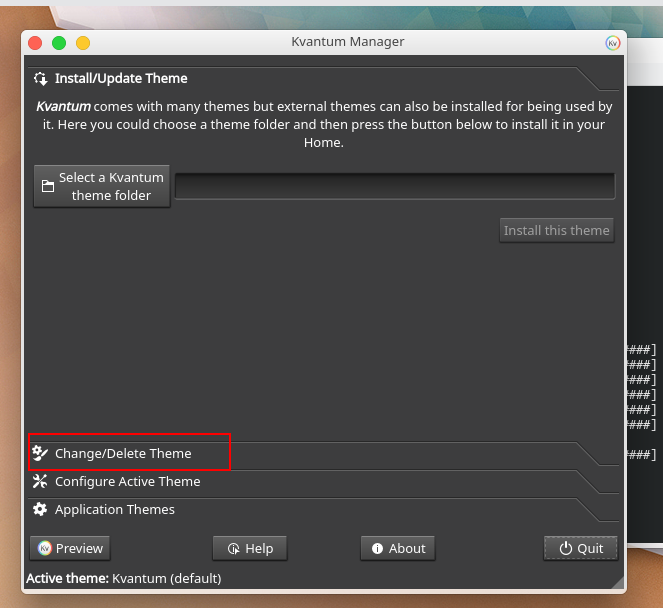 Kvantum Manager
Install/Update Theme
Kvantum comes with many themes but external themes can also be installed for being used by
it. Here you could choose a theme folder and then press the button below to install it in your
Home.
Select a Kvantum
theme folder
Install this theme
####]
####]
####]
####]
####]
####]
Change/Delete Theme
####]
Configure Active Theme
Application Themes
Preview Help About Quit
Active theme: Kvantum (default)